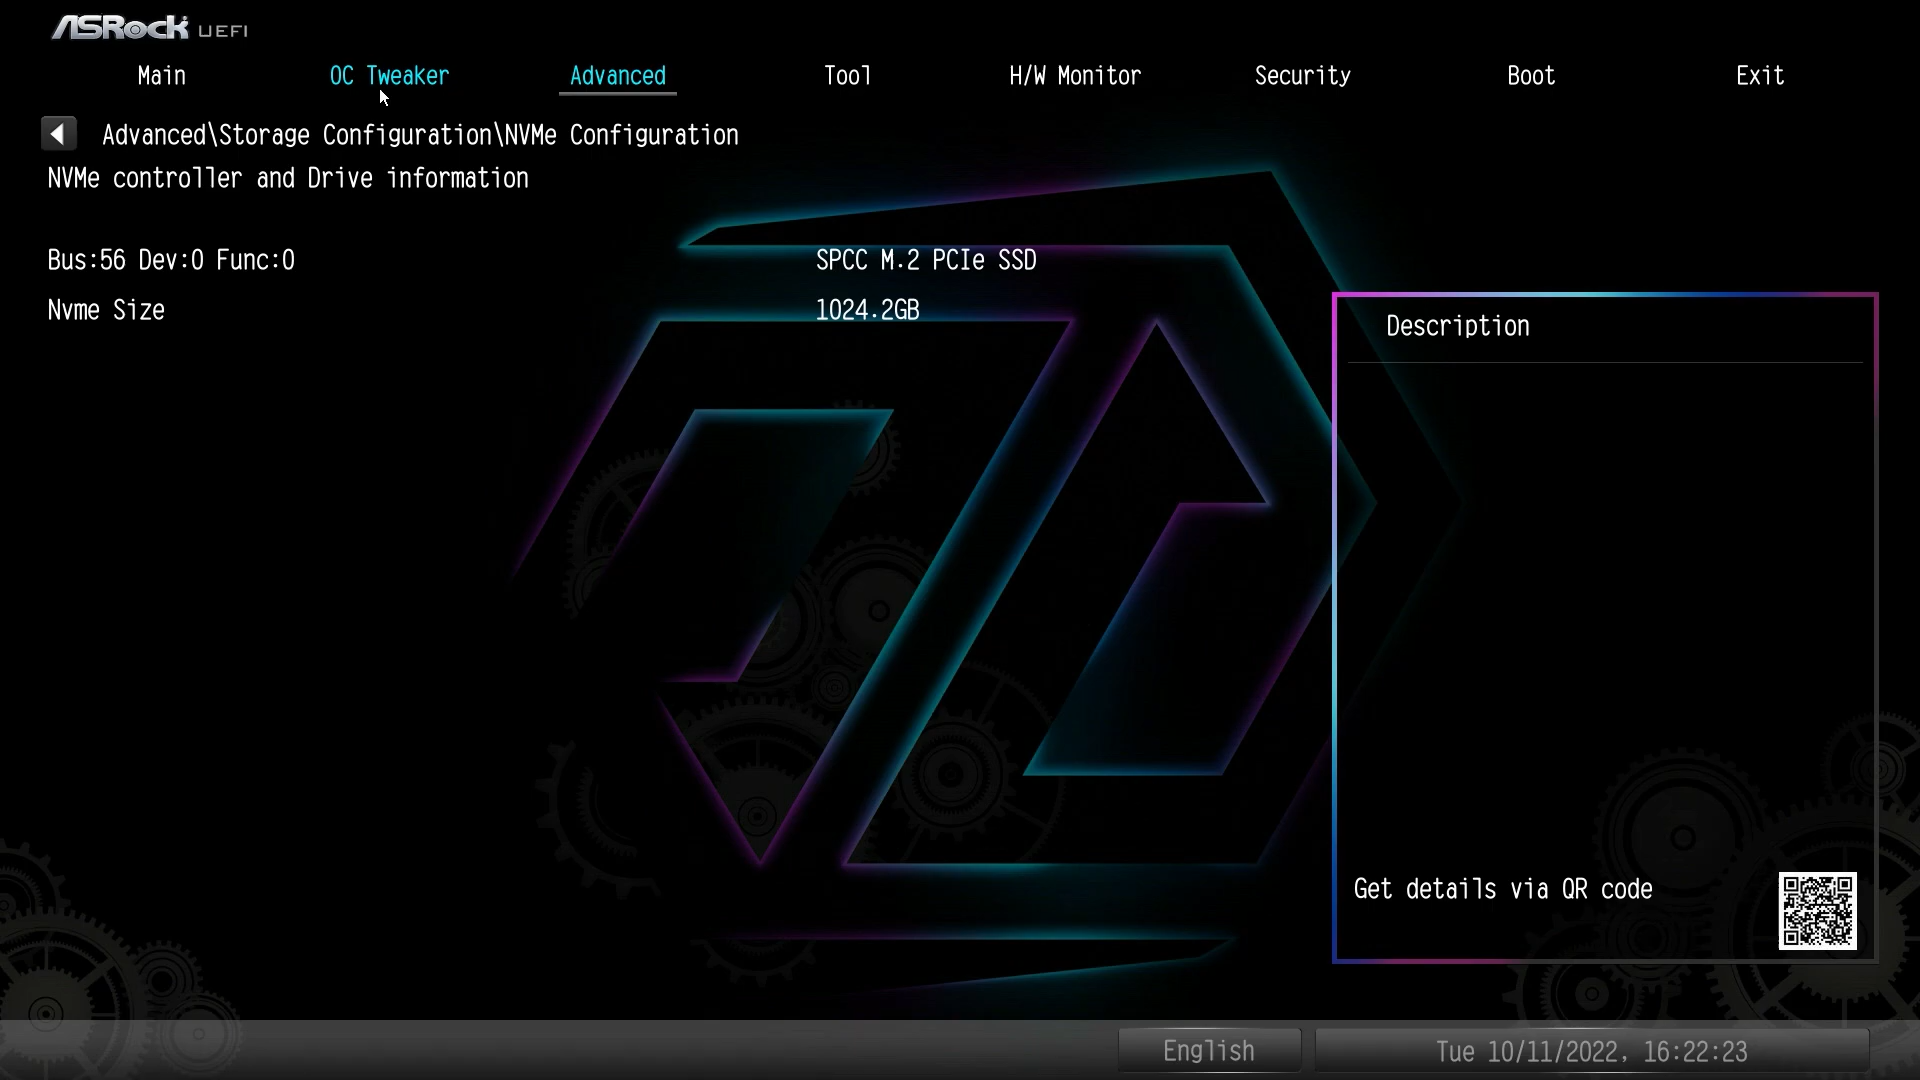 ASRock UEFI
Main OC Tweaker Advanced Tool H/W Monitor Security Boot Exit
Advanced\Storage Configuration\NVMe Configuration
NVMe controller and Drive information
Bus:56 Dev:0 Func:0 SPCC M.2 PCIe SSD
Nvme Size 1024.2GB
Description
Get details via QR code
English Tue 10/11/2022, 16:22:23